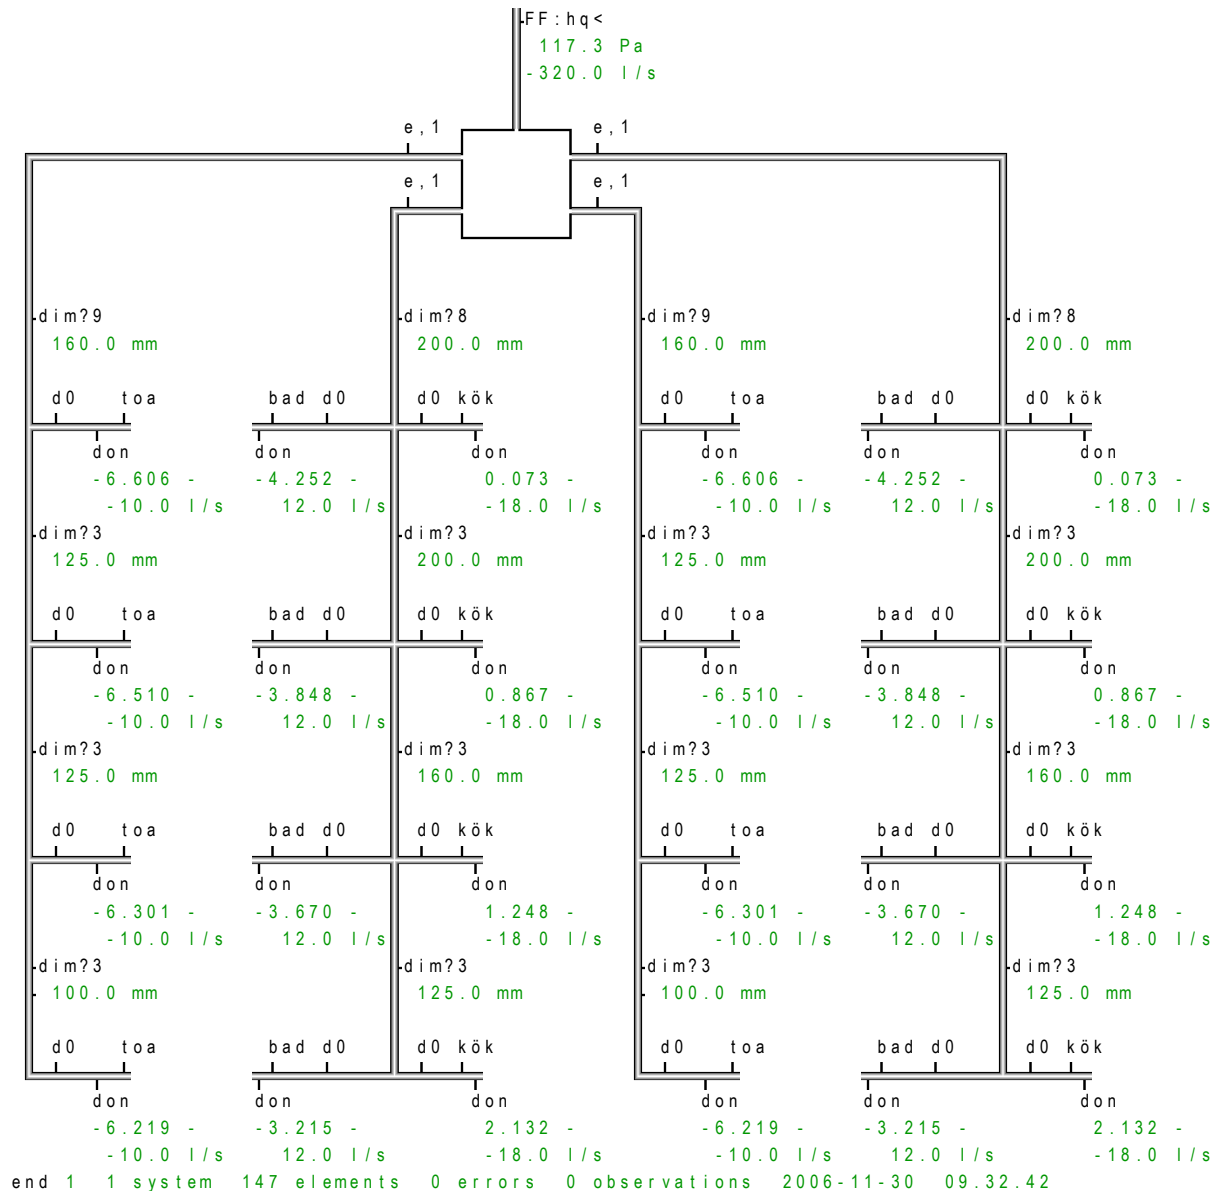 FF:hq<
117.3 Pa
-320.0 l/s
e,1 e,1
e,1 e,1
dim?9 dim?8 dim?9 dim?8
160.0 mm 200.0 mm 160.0 mm 200.0 mm
d0 toa bad d0 d0 kök d0 toa bad d0 d0 kök
don don don don don don
-6.606 - -4.252 - 0.073 - -6.606 - -4.252 - 0.073 -
-10.0 l/s 12.0 l/s -18.0 l/s -10.0 l/s 12.0 l/s -18.0 l/s
dim?3 dim?3 dim?3 dim?3
125.0 mm 200.0 mm 125.0 mm 200.0 mm
d0 toa bad d0 d0 kök d0 toa bad d0 d0 kök
don don don don don don
-6.510 - -3.848 - 0.867 - -6.510 - -3.848 - 0.867 -
-10.0 l/s 12.0 l/s -18.0 l/s -10.0 l/s 12.0 l/s -18.0 l/s
dim?3 dim?3 dim?3 dim?3
125.0 mm 160.0 mm 125.0 mm 160.0 mm
d0 toa bad d0 d0 kök d0 toa bad d0 d0 kök
don don don don don don
-6.301 - -3.670 - 1.248 - -6.301 - -3.670 - 1.248 -
-10.0 l/s 12.0 l/s -18.0 l/s -10.0 l/s 12.0 l/s -18.0 l/s
dim?3 dim?3 dim?3 dim?3
100.0 mm 125.0 mm 100.0 mm 125.0 mm
d0 toa bad d0 d0 kök d0 toa bad d0 d0 kök
don don don don don don
-6.219 - -3.215 - 2.132 - -6.219 - -3.215 - 2.132 -
-10.0 l/s 12.0 l/s -18.0 l/s -10.0 l/s 12.0 l/s -18.0 l/s
end 1 1 system 147 elements 0 errors 0 observations 2006-11-30 09.32.42